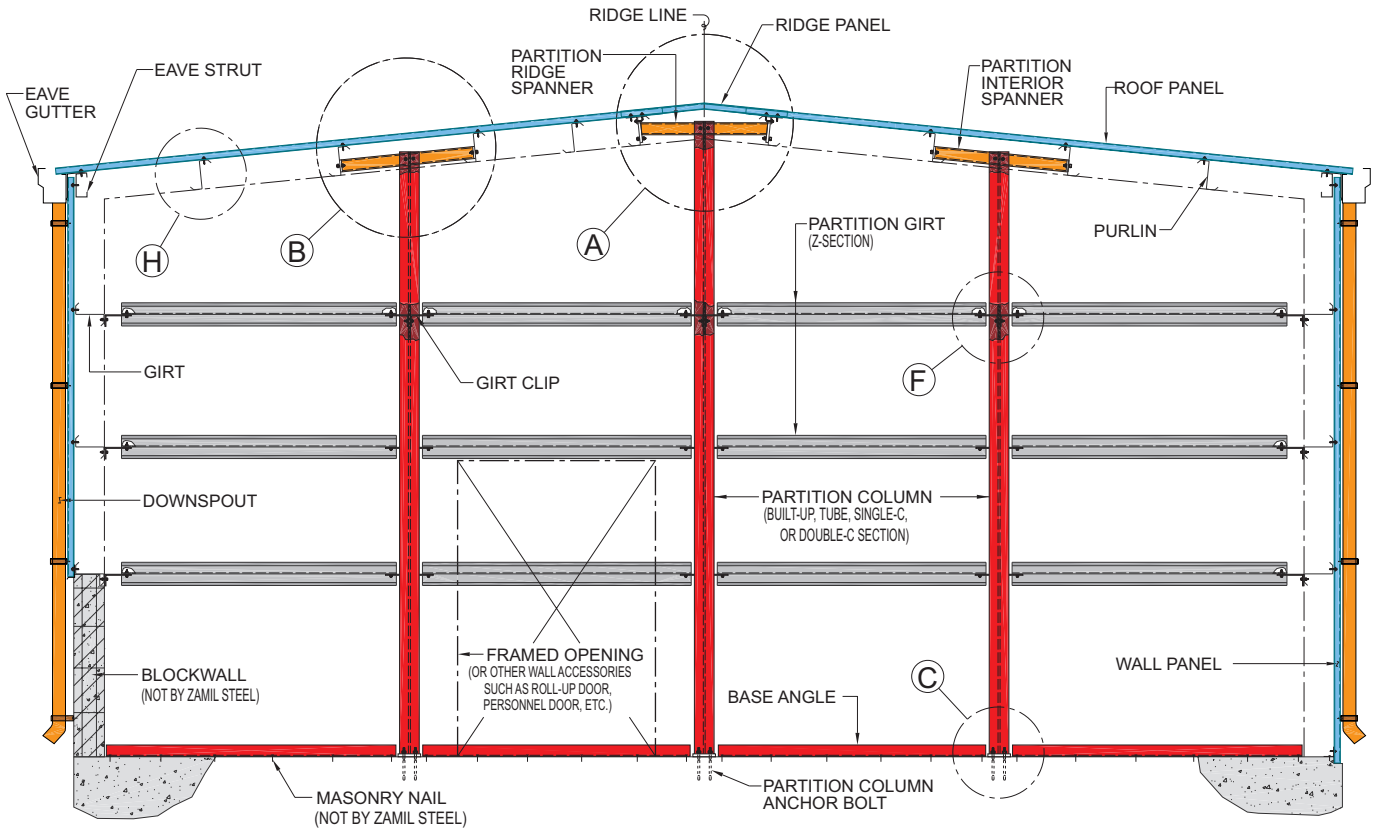 RIDGE LINE
RIDGE PANEL
PARTITION
RIDGE
SPANNER
PARTITION
INTERIOR
SPANNER
EAVE STRUT
EAVE
GUTTER
ROOF PANEL
H
B
A
PARTITION GIRT
(Z-SECTION)
PURLIN
GIRT
GIRT CLIP
F
DOWNSPOUT
PARTITION COLUMN
(BUILT-UP, TUBE, SINGLE-C,
OR DOUBLE-C SECTION)
BLOCKWALL
(NOT BY ZAMIL STEEL)
FRAMED OPENING
(OR OTHER WALL ACCESSORIES
SUCH AS ROLL-UP DOOR,
PERSONNEL DOOR, ETC.)
BASE ANGLE
C
WALL PANEL
MASONRY NAIL
(NOT BY ZAMIL STEEL)
PARTITION COLUMN
ANCHOR BOLT